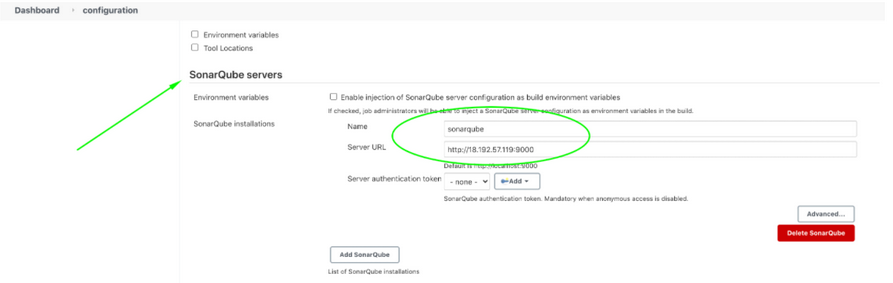 Dashboard › configuration
Environment variables
Tool Locations
SonarQube servers
Environment variables
Enable injection of SonarQube server configuration as build environment variables
If checked, job administrators will be able to inject a SonarQube server configuration as environment variables in the build.
SonarQube installations
Name
sonarqube
Server URL
http://18.192.57.119:9000
Default is http://localhost:9000
Server authentication token
- none -
Add
SonarQube authentication token. Mandatory when anonymous access is disabled.
Advanced...
Delete SonarQube
Add SonarQube
List of SonarQube installations